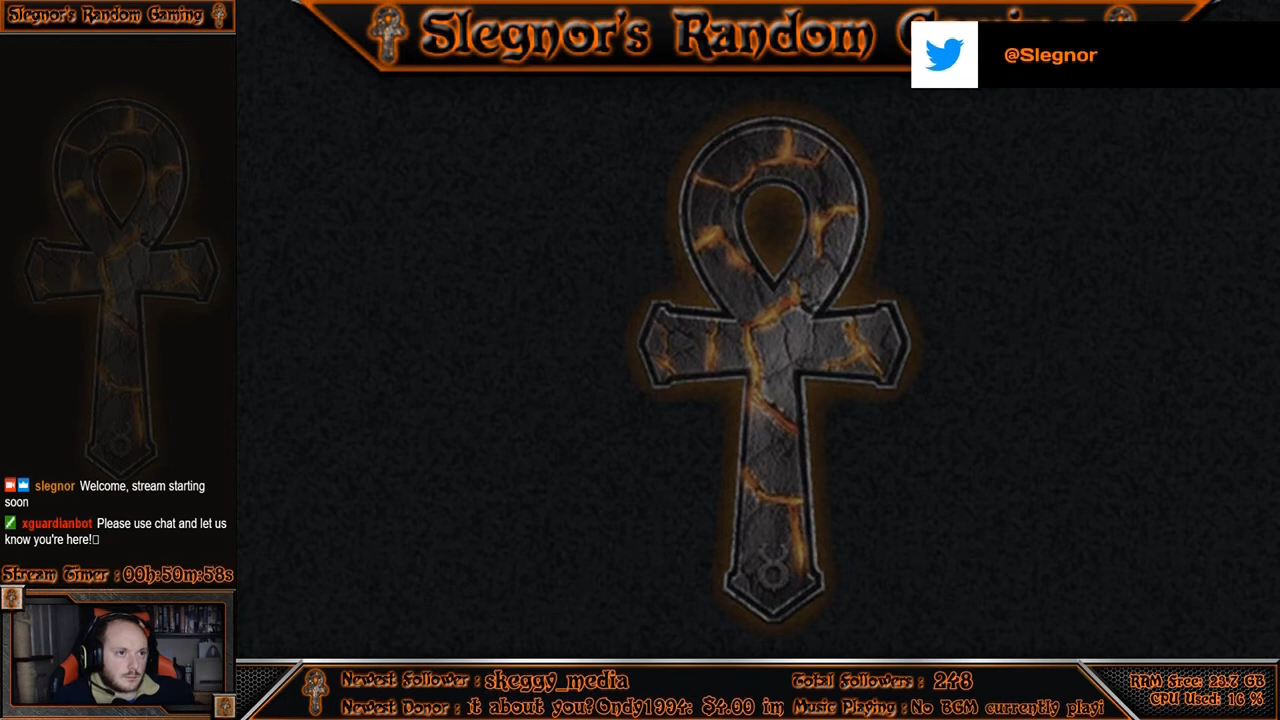 Slegnor's Random Gaming
Slegnor's Random Gaming
@Slegnor
slegnor Welcome, stream starting
soon
xguardianbot Please use chat and let us
know you're here!
Stream Timer : 00h:50m:58s
Newest Follower : skeggy_media
Newest Donor : it about you?Ondy1994: $4.00 im
Total Followers : 248
Music Playing : No BGM currently playi
RAM Free: 23.7 GB
CPU Used: 16 %